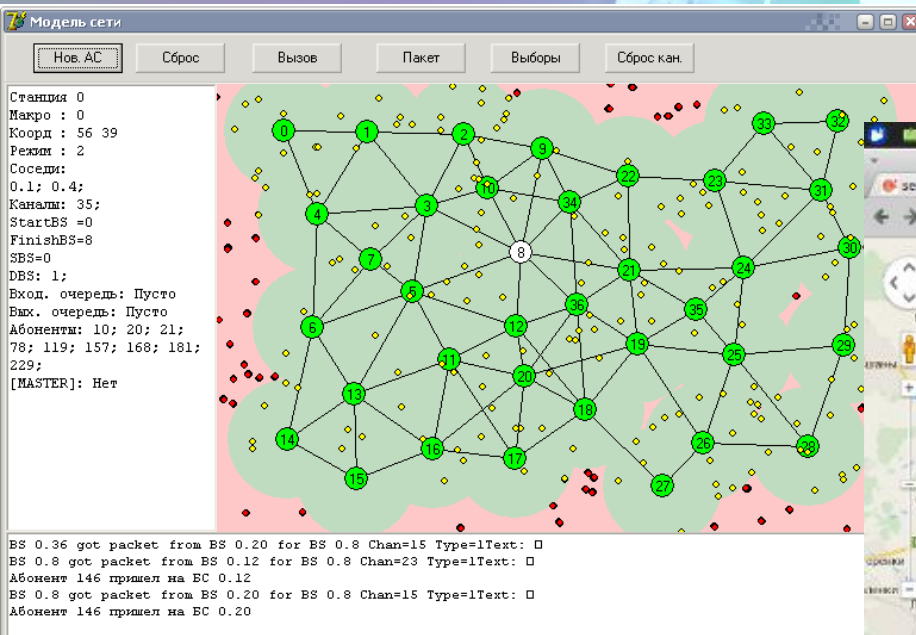 Модель сети
Нов. АС Сброс Вызов Пакет Выборы Сброс кан.
Станция 0
Макро : 0
Коорд : 56 39
Режим : 2
Соседи:
0.1; 0.4;
Каналы: 35;
StartBS =0
FinishBS=8
SBS=0
DBS: 1;
Вход. очередь: Пусто
Вых. очередь: Пусто
Абоненты: 10; 20; 21;
78; 119; 157; 168; 181;
229;
[MASTER]: Нет
0 1 2 9 33 32
22 23 31
10 34
4 3
8 30
7 21 24
5 36 35
6 12 19 29
11 25
20
13 18
14 16 26 28
15 17 27
BS 0.36 got packet from BS 0.20 for BS 0.8 Chan=15 Type=1Text: □
BS 0.8 got packet from BS 0.12 for BS 0.8 Chan=23 Type=1Text: □
Абонент 146 пришел на БС 0.12
BS 0.8 got packet from BS 0.20 for BS 0.8 Chan=15 Type=1Text: □
Абонент 146 пришел на БС 0.20